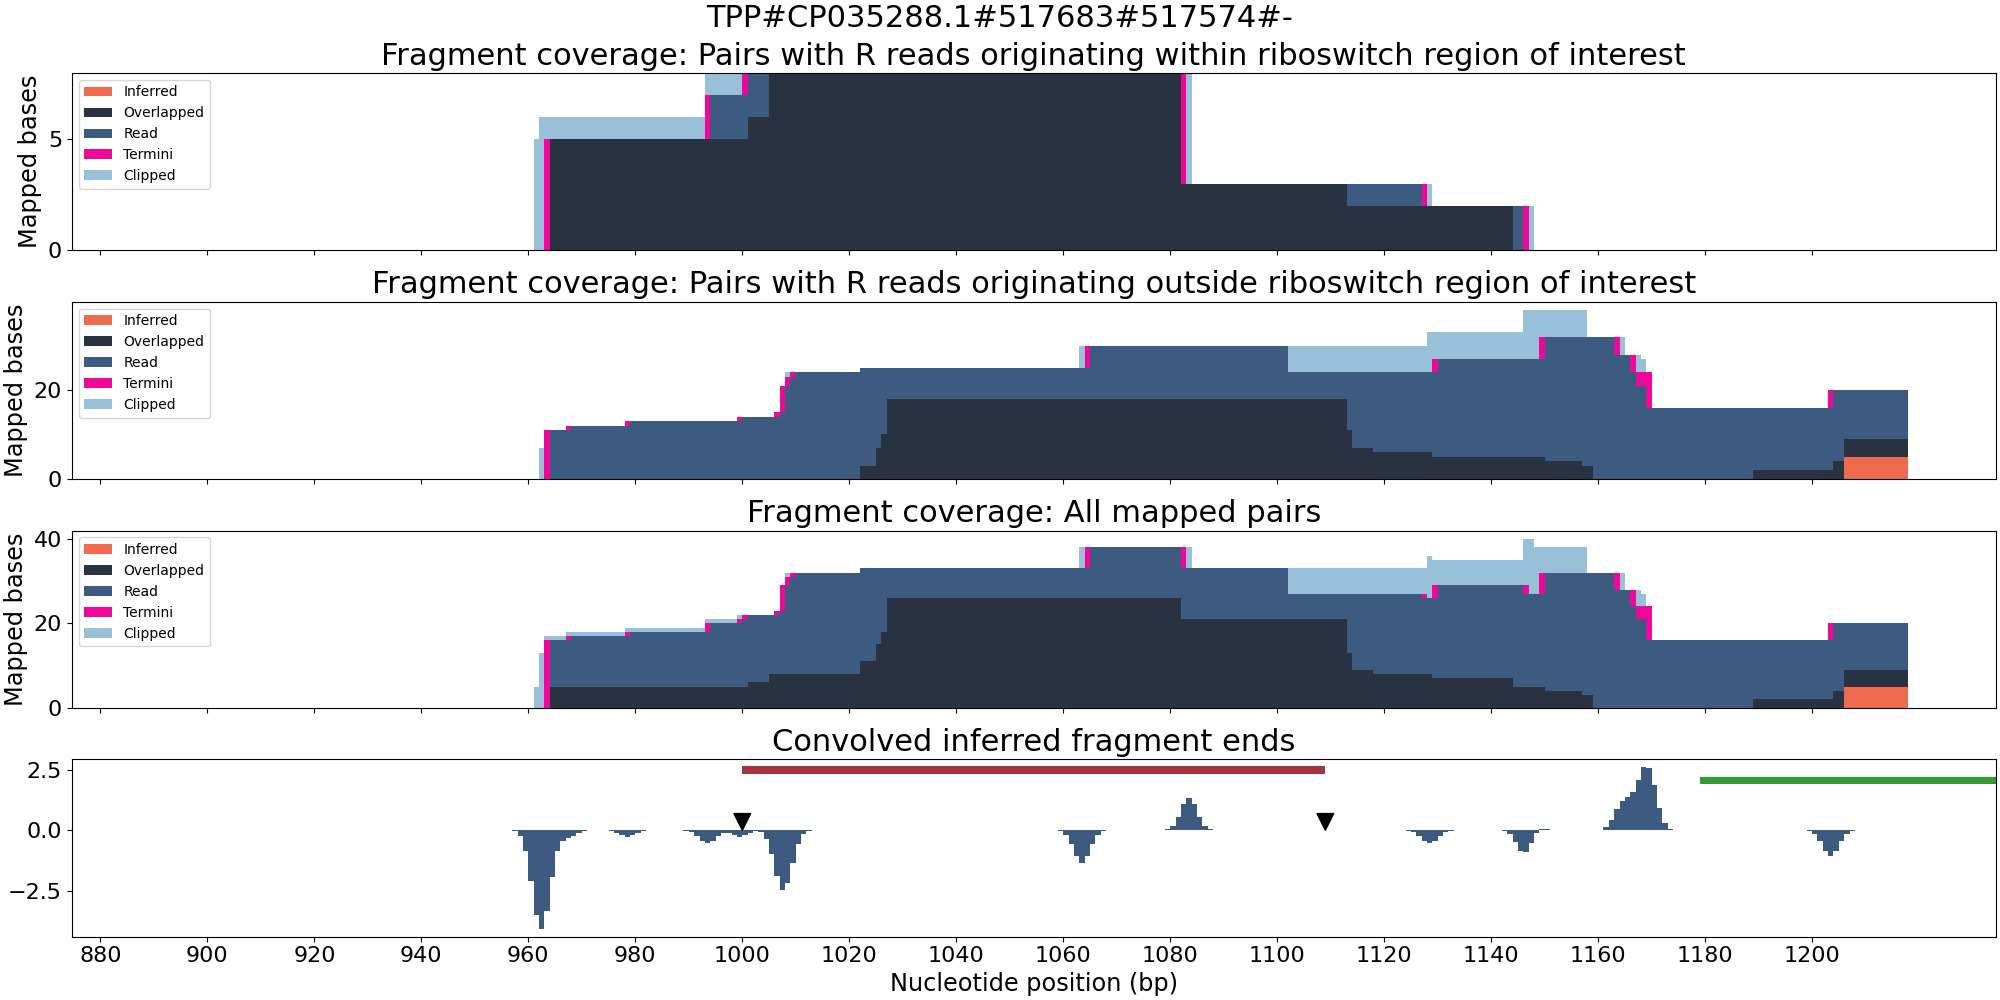 TPP#CP035288.1#517683#517574#-
Fragment coverage: Pairs with R reads originating within riboswitch region of interest
Mapped bases
5
0
Inferred
Overlapped
Read
Termini
Clipped
Fragment coverage: Pairs with R reads originating outside riboswitch region of interest
Mapped bases
20
0
Inferred
Overlapped
Read
Termini
Clipped
Fragment coverage: All mapped pairs
Mapped bases
40
20
0
Inferred
Overlapped
Read
Termini
Clipped
Convolved inferred fragment ends
2.5
0.0
−2.5
880 900 920 940 960 980 1000 1020 1040 1060 1080 1100 1120 1140 1160 1180 1200
Nucleotide position (bp)